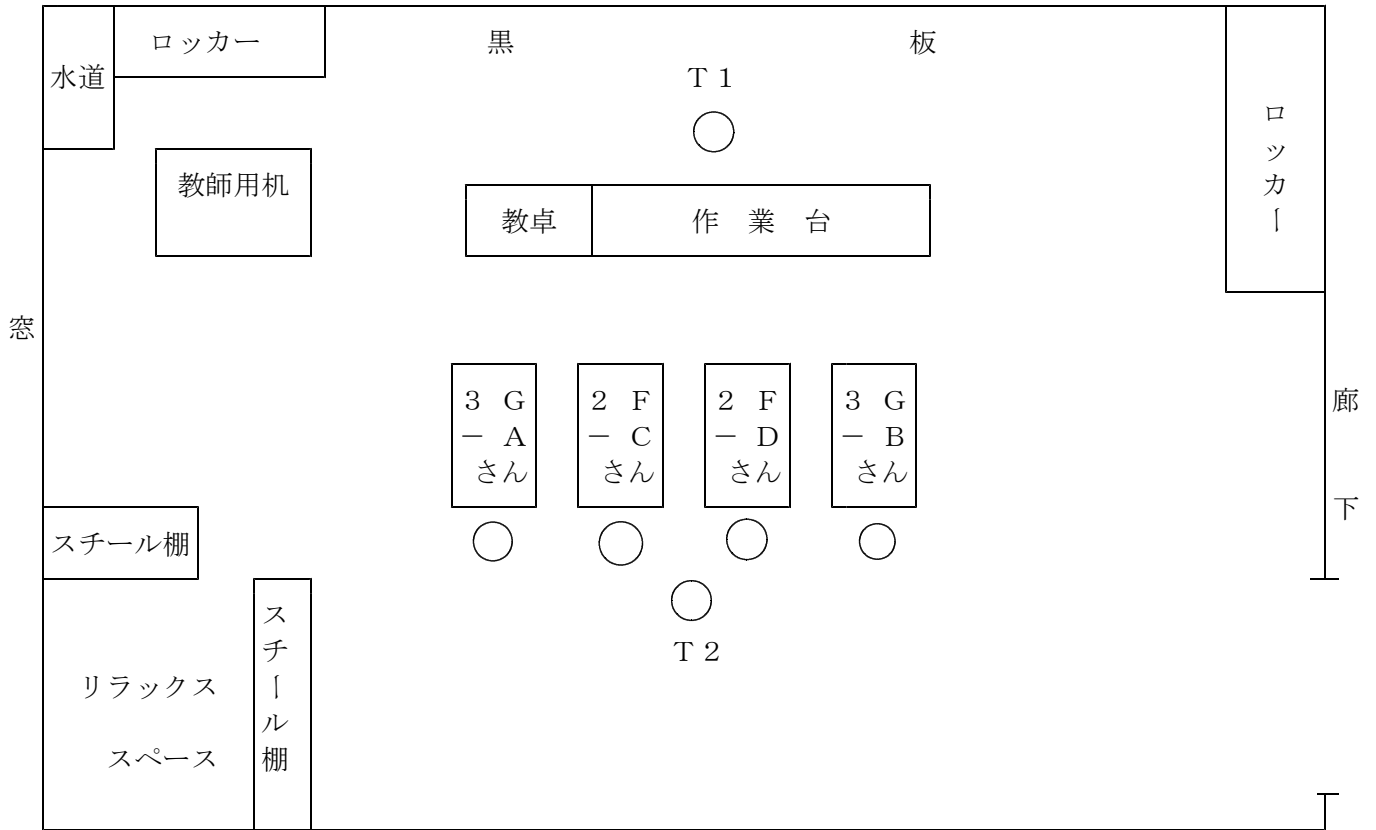 ロッカー
黒　　板
水道
T 1
ロッカー
教師用机
教卓
作　業　台
窓
3 G
－ A
さん
2 F
－ C
さん
2 F
－ D
さん
3 G
－ B
さん
廊下
スチール棚
スチール棚
T 2
リラックス
スペース